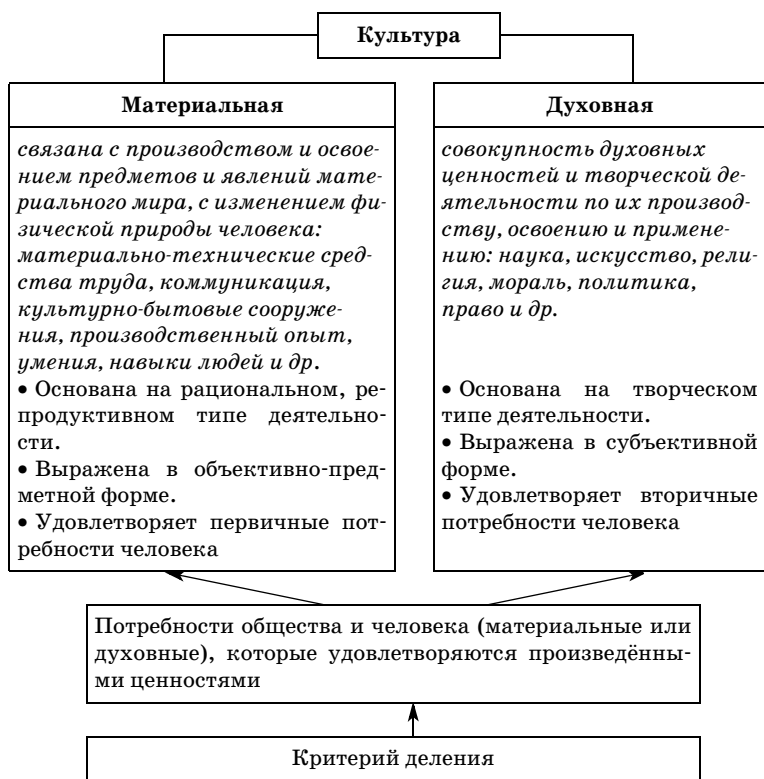 Культура
Материальная
связана с производством и освое-
нием предметов и явлений мате-
риального мира, с изменением фи-
зической природы человека:
материально-технические сред-
ства труда, коммуникация,
культурно-бытовые сооруже-
ния, производственный опыт,
умения, навыки людей и др.
• Основана на рациональном, ре-
продуктивном типе деятельно-
сти.
• Выражена в объективно-пред-
метной форме.
• Удовлетворяет первичные пот-
ребности человека
Духовная
совокупность духовных
ценностей и творческой де-
ятельности по их производ-
ству, освоению и примене-
нию: наука, искусство, рели-
гия, мораль, политика,
право и др.
• Основана на творческом
типе деятельности.
• Выражена в субъективной
форме.
• Удовлетворяет вторичные
потребности человека
Потребности общества и человека (материальные или
духовные), которые удовлетворяются произведённы-
ми ценностями
Критерий деления